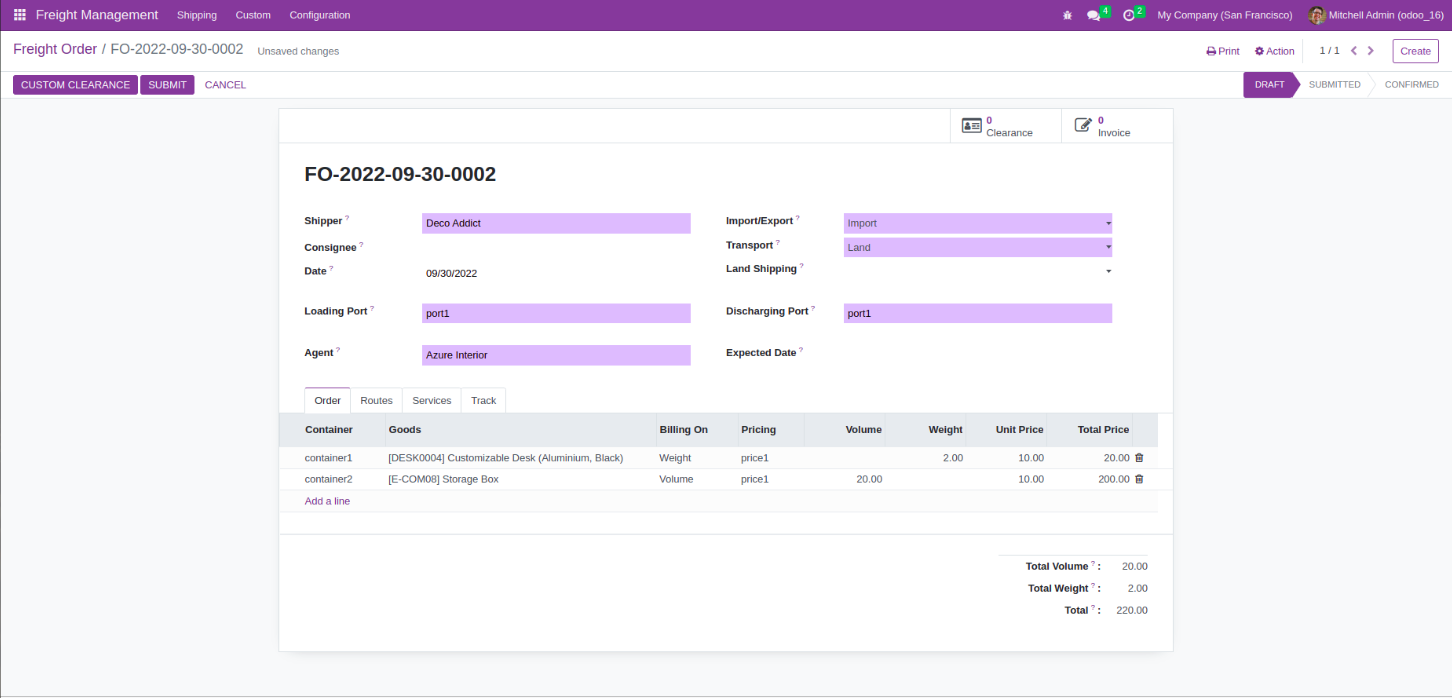 Freight Management Shipping Custom Configuration 4 2 My Company (San Francisco) Mitchell Admin (odoo_16)
Freight Order / FO-2022-09-30-0002 Unsaved changes Print Action 1 / 1 Create
CUSTOM CLEARANCE SUBMIT CANCEL DRAFT SUBMITTED CONFIRMED
0 Clearance 0 Invoice
FO-2022-09-30-0002
Shipper ? Deco Addict Import/Export ? Import
Consignee ? Transport ? Land
Date ? 09/30/2022 Land Shipping ?
Loading Port ? port1 Discharging Port ? port1
Agent ? Azure Interior Expected Date ?
Order Routes Services Track
Container Goods Billing On Pricing Volume Weight Unit Price Total Price
container1 [DESK0004] Customizable Desk (Aluminium, Black) Weight price1 2.00 10.00 20.00
container2 [E-COM08] Storage Box Volume price1 20.00 10.00 200.00
Add a line
Total Volume ? : 20.00
Total Weight ? : 2.00
Total ? : 220.00